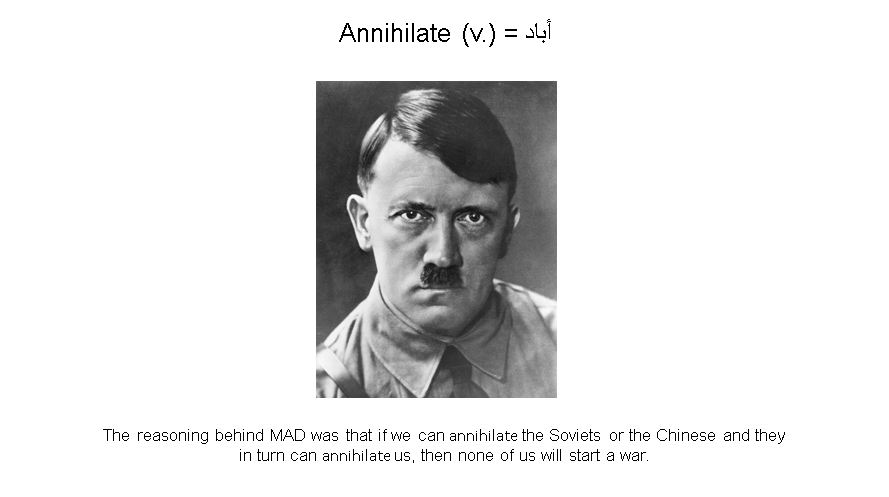 Annihilate (v.) = أباد
The reasoning behind MAD was that if we can annihilate the Soviets or the Chinese and they
in turn can annihilate us, then none of us will start a war.